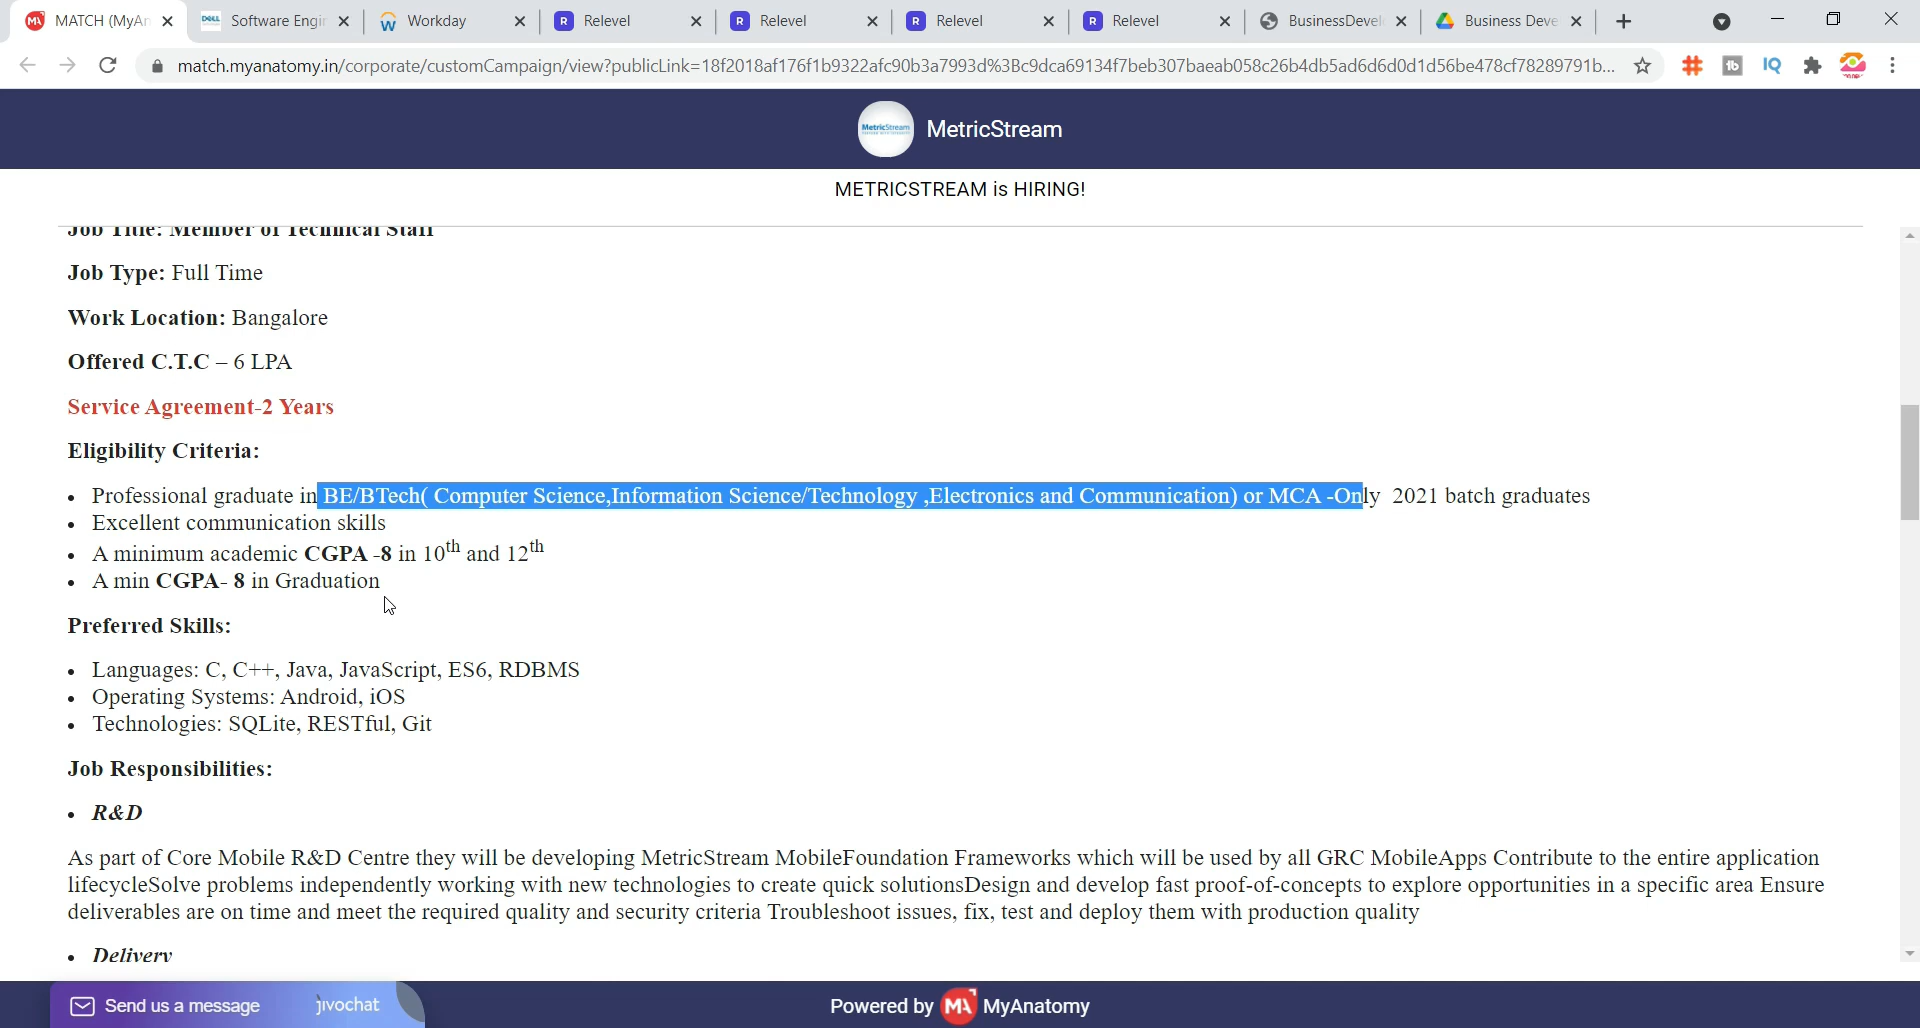 MATCH (MyAn
Software Engir
Workday
Relevel
Relevel
Relevel
Relevel
BusinessDevel
Business Deve
match.myanatomy.in/corporate/customCampaign/view?publicLink=18f2018af176f1b9322afc90b3a7993d%3Bc9dca69134f7beb307baeab058c26b4db5ad6d6d0d1d56be478cf78289791b...
MetricStream
METRICSTREAM is HIRING!
Job Title: Member of Technical Staff
Job Type: Full Time
Work Location: Bangalore
Offered C.T.C – 6 LPA
Service Agreement-2 Years
Eligibility Criteria:
• Professional graduate in BE/BTech( Computer Science,Information Science/Technology ,Electronics and Communication) or MCA -Only 2021 batch graduates
• Excellent communication skills
• A minimum academic CGPA -8 in 10th and 12th
• A min CGPA- 8 in Graduation
Preferred Skills:
• Languages: C, C++, Java, JavaScript, ES6, RDBMS
• Operating Systems: Android, iOS
• Technologies: SQLite, RESTful, Git
Job Responsibilities:
• R&D
As part of Core Mobile R&D Centre they will be developing MetricStream MobileFoundation Frameworks which will be used by all GRC MobileApps Contribute to the entire application
lifecycleSolve problems independently working with new technologies to create quick solutionsDesign and develop fast proof-of-concepts to explore opportunities in a specific area Ensure
deliverables are on time and meet the required quality and security criteria Troubleshoot issues, fix, test and deploy them with production quality
• Delivery
Send us a message jivochat
Powered by MA MyAnatomy